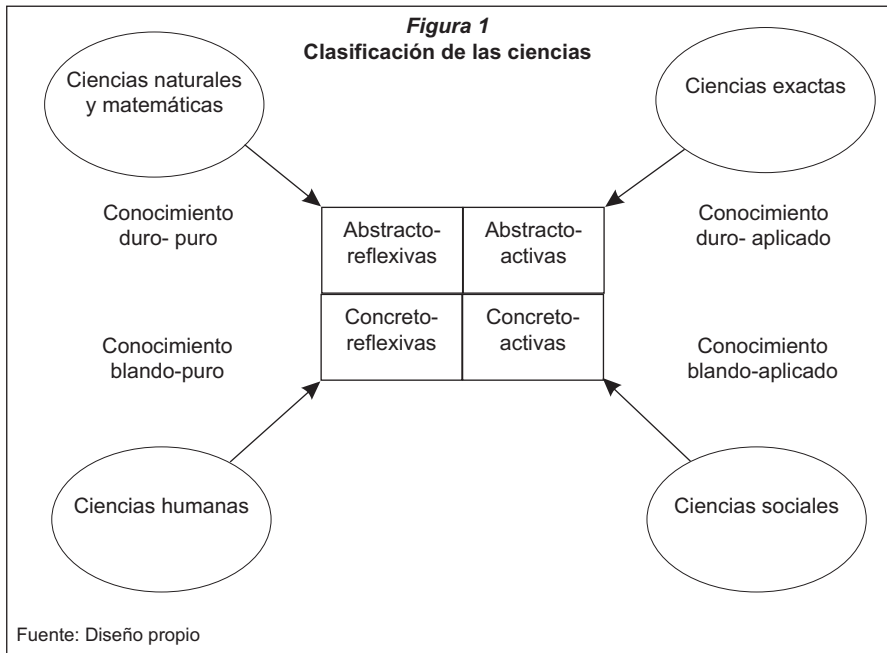 Figura 1
Clasificación de las ciencias
Ciencias naturales
y matemáticas
Ciencias exactas
Conocimiento
duro- puro
Abstracto-
reflexivas
Abstracto-
activas
Conocimiento
duro- aplicado
Conocimiento
blando-puro
Concreto-
reflexivas
Concreto-
activas
Conocimiento
blando-aplicado
Ciencias humanas
Ciencias sociales
Fuente: Diseño propio